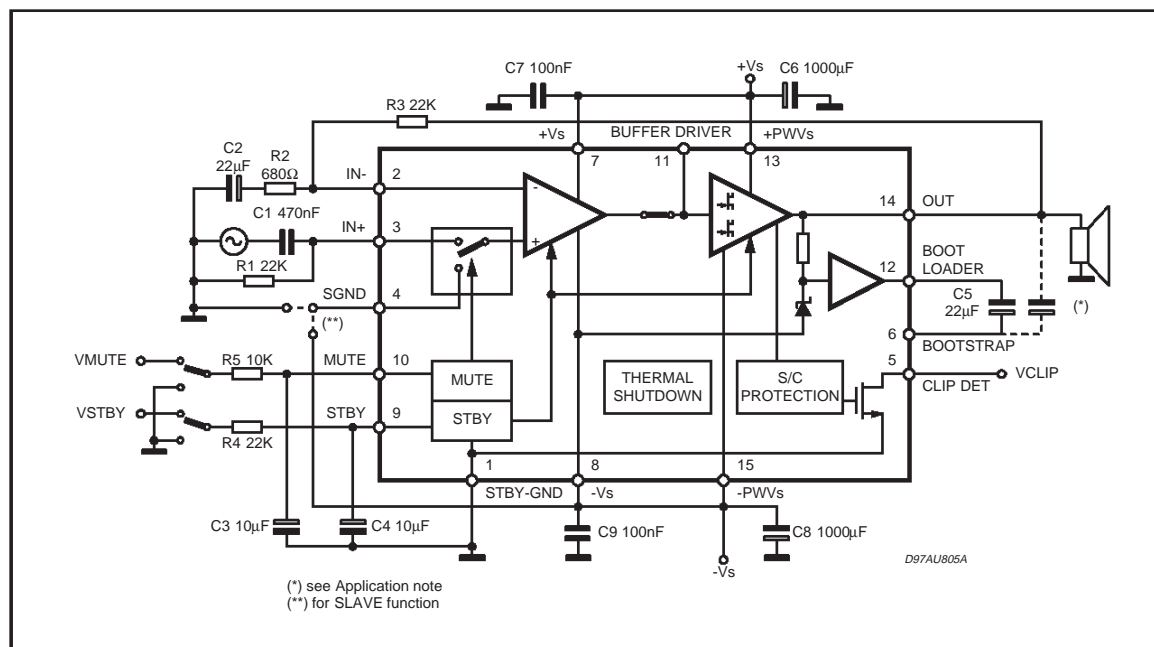 C7 100nF
+Vs
C6 1000µF
R3 22K
+Vs
BUFFER DRIVER
+PWVs
7
11
13
C2
22µF
R2
680Ω
IN-
2
-
14
OUT
C1 470nF
IN+
3
+
R1 22K
SGND
4
(**)
12
BOOT
LOADER
C5
22µF
(*)
6
BOOTSTRAP
VMUTE
R5 10K
MUTE
10
MUTE
THERMAL
SHUTDOWN
S/C
PROTECTION
5
VCLIP
CLIP DET
VSTBY
R4 22K
STBY
9
STBY
1
8
15
STBY-GND
-Vs
-PWVs
C3 10µF
C4 10µF
C9 100nF
C8 1000µF
-Vs
D97AU805A
(*) see Application note
(**) for SLAVE function